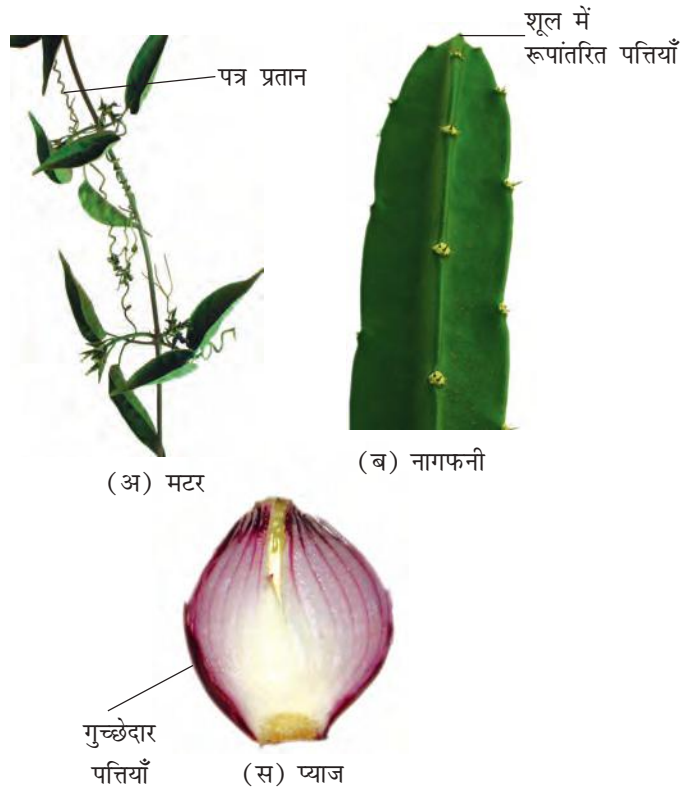 शूल में
रूपांतरित पत्तियाँ
पत्र प्रतान
(अ) मटर
(ब) नागफनी
गुच्छेदार
पत्तियाँ
(स) प्याज